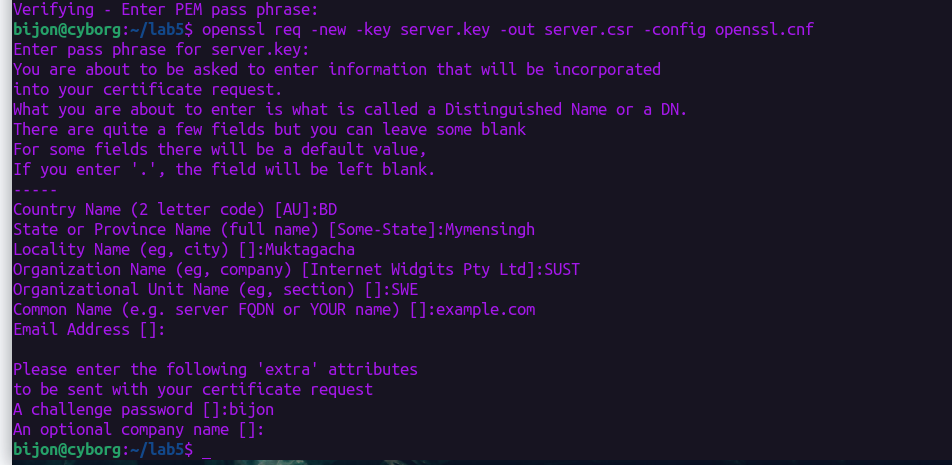 Verifying - Enter PEM pass phrase:
bijon@cyborg:~/lab5$ openssl req -new -key server.key -out server.csr -config openssl.cnf
Enter pass phrase for server.key:
You are about to be asked to enter information that will be incorporated
into your certificate request.
What you are about to enter is what is called a Distinguished Name or a DN.
There are quite a few fields but you can leave some blank
For some fields there will be a default value,
If you enter '.', the field will be left blank.
-----
Country Name (2 letter code) [AU]:BD
State or Province Name (full name) [Some-State]:Mymensingh
Locality Name (eg, city) []:Muktagacha
Organization Name (eg, company) [Internet Widgits Pty Ltd]:SUST
Organizational Unit Name (eg, section) []:SWE
Common Name (e.g. server FQDN or YOUR name) []:example.com
Email Address []:

Please enter the following 'extra' attributes
to be sent with your certificate request
A challenge password []:bijon
An optional company name []:
bijon@cyborg:~/lab5$ _